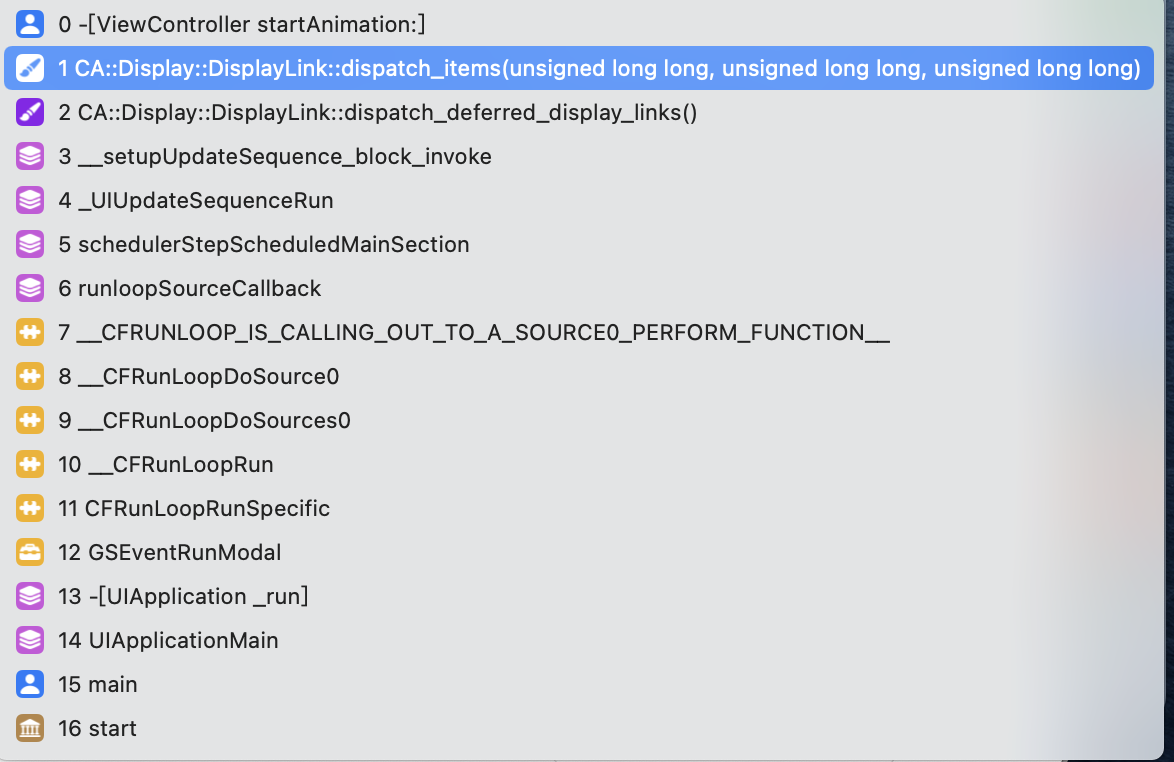 0 -[ViewController startAnimation:]
1 CA::Display::DisplayLink::dispatch_items(unsigned long long, unsigned long long, unsigned long long)
2 CA::Display::DisplayLink::dispatch_deferred_display_links()
3 __setupUpdateSequence_block_invoke
4 _UIUpdateSequenceRun
5 schedulerStepScheduledMainSection
6 runloopSourceCallback
7 __CFRUNLOOP_IS_CALLING_OUT_TO_A_SOURCE0_PERFORM_FUNCTION__
8 __CFRunLoopDoSource0
9 __CFRunLoopDoSources0
10 __CFRunLoopRun
11 CFRunLoopRunSpecific
12 GSEventRunModal
13 -[UIApplication _run]
14 UIApplicationMain
15 main
16 start